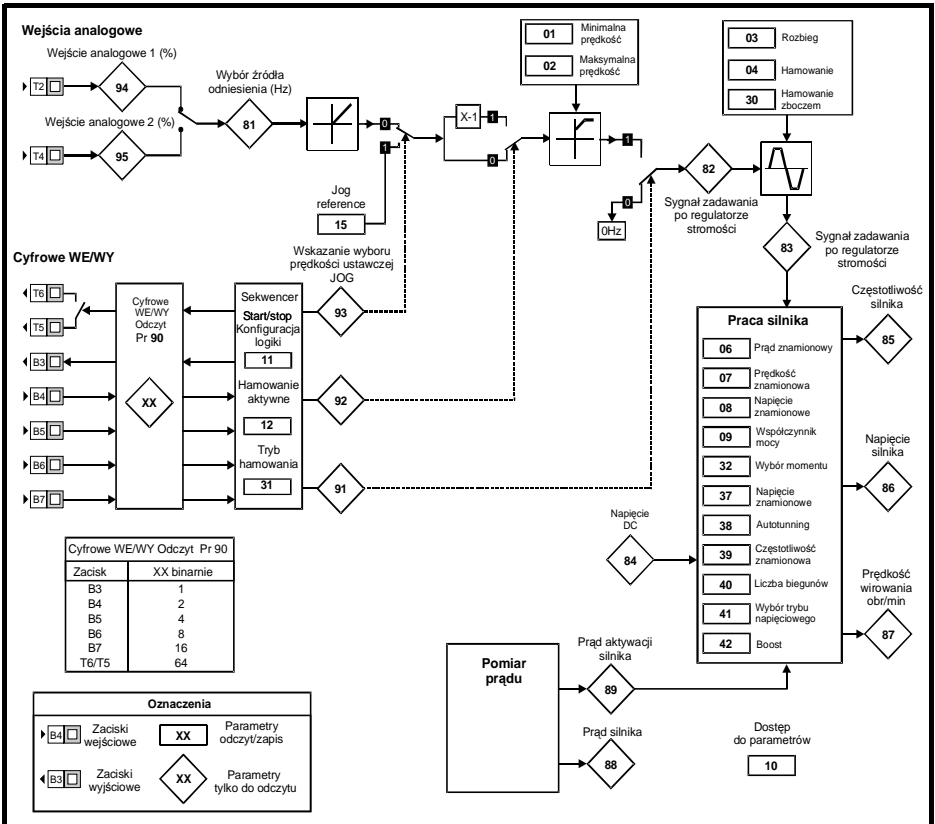 Wejścia analogowe
Wejście analogowe 1 (%)
T2
94
Wejście analogowe 2 (%)
T4
95
Wybór źródła
odniesienia (Hz)
81
0
1
Jog
reference
15
X-1
1
0
01
Minimalna
prędkość
02
Maksymalna
prędkość
1
0
0Hz
82
Sygnał zadawania
po regulatorze
stromości
03
Rozbieg
04
Hamowanie
30
Hamowanie
zboczem
83
Sygnał zadawania
po regulatorze
stromości
Cyfrowe WE/WY
T6
T5
B3
B4
B5
B6
B7
Cyfrowe
WE/WY
Odczyt
Pr 90
XX
Sekwencer
Start/stop
Konfiguracja
logiki
11
Hamowanie
aktywne
12
Tryb
hamowania
31
Wskazanie wyboru
prędkości ustawczej
JOG
93
92
91
Praca silnika
06
Prąd znamionowy
07
Prędkość
znamionowa
08
Napięcie
znamionowe
09
Współczynnik
mocy
32
Wybór momentu
37
Napięcie
znamionowe
38
Autotunning
39
Częstotliwość
znamionowa
40
Liczba biegunów
41
Wybór trybu
napięciowego
42
Boost
Częstotliwość
silnika
85
Napięcie
silnika
86
Prędkość
wirowania
obr/min
87
Napięcie
DC
84
Cyfrowe WE/WY Odczyt Pr 90
Zacisk XX binarnie
B3 1
B4 2
B5 4
B6 8
B7 16
T6/T5 64
Pomiar
prądu
Prąd aktywacji
silnika
89
Prąd silnika
88
Dostęp
do parametrów
10
Oznaczenia
B4
Zaciski
wejściowe
XX
Parametry
odczyt/zapis
B3
Zaciski
wyjściowe
XX
Parametry
tylko do odczytu